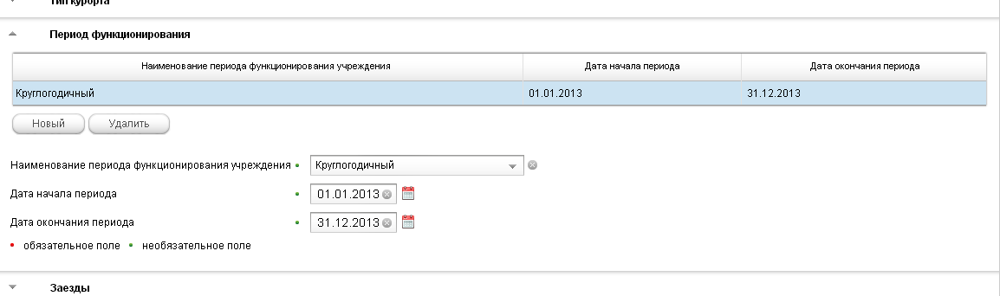 Тип курорта
Период функционирования
Наименование периода функционирования учреждения Дата начала периода Дата окончания периода
Круглогодичный 01.01.2013 31.12.2013
Новый Удалить
Наименование периода функционирования учреждения Круглогодичный
Дата начала периода 01.01.2013
Дата окончания периода 31.12.2013
обязательное поле необязательное поле
Заезды